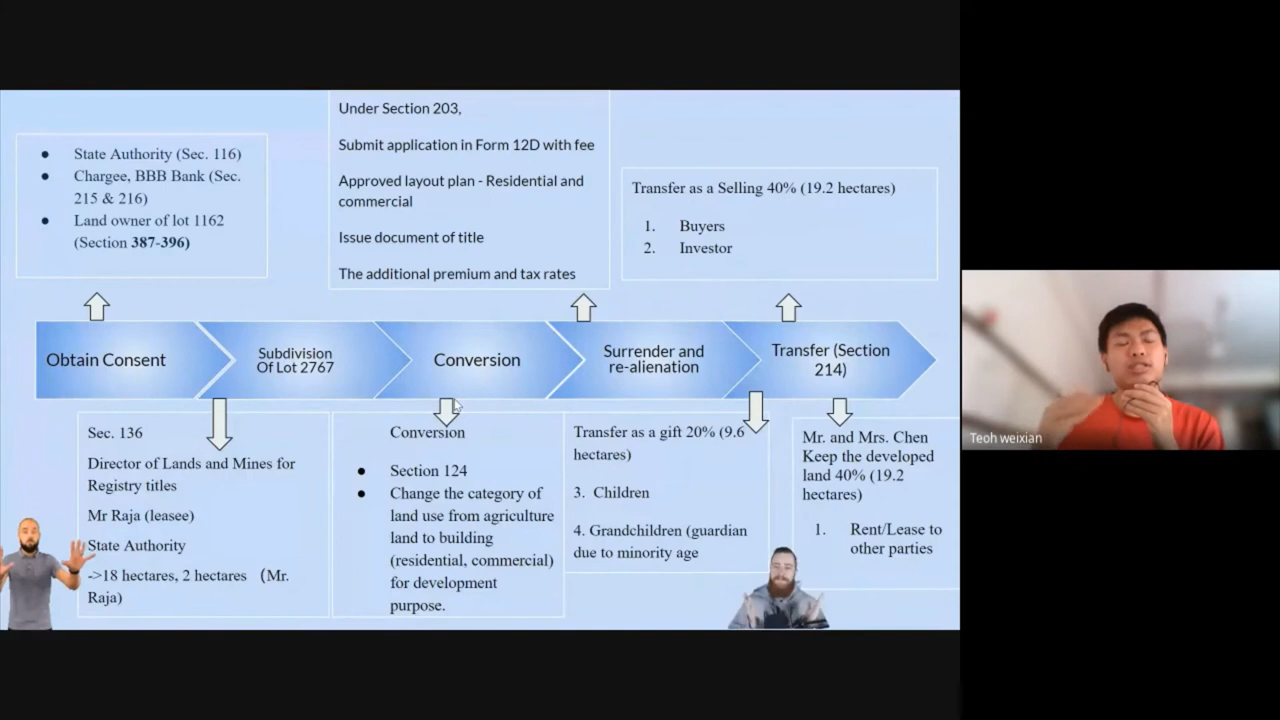 ● State Authority (Sec. 116)
● Chargee, BBB Bank (Sec.
215 & 216)
● Land owner of lot 1162
(Section 387-396)
Under Section 203,
Submit application in Form 12D with fee
Approved layout plan - Residential and
commercial
Issue document of title
The additional premium and tax rates
Transfer as a Selling 40% (19.2 hectares)
1. Buyers
2. Investor
Obtain Consent
Subdivision
Of Lot 2767
Conversion
Surrender and
re-alienation
Transfer (Section
214)
Sec. 136
Director of Lands and Mines for
Registry titles
Mr Raja (leasee)
State Authority
->18 hectares, 2 hectares (Mr.
Raja)
Conversion
● Section 124
● Change the category of
land use from agriculture
land to building
(residential, commercial)
for development
purpose.
Transfer as a gift 20% (9.6
hectares)
3. Children
4. Grandchildren (guardian
due to minority age
Mr. and Mrs. Chen
Keep the developed
land 40% (19.2
hectares)
1. Rent/Lease to
other parties
Teoh weixian